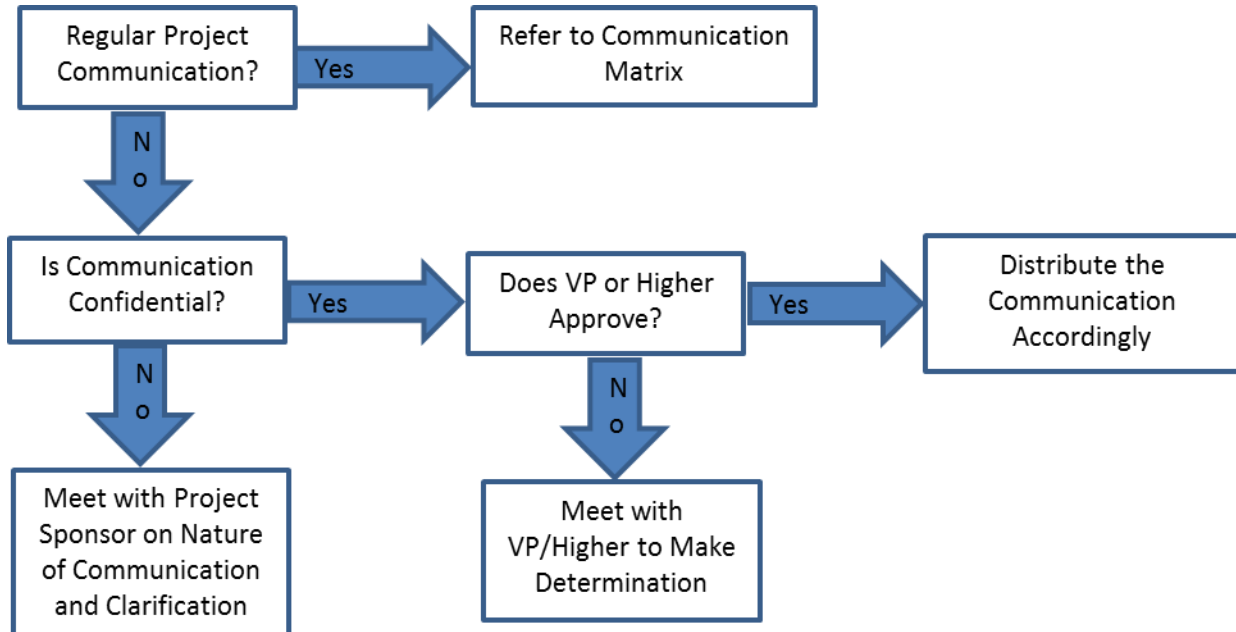 Regular Project
Communication?
Yes
Refer to Communication
Matrix
N
o
Is Communication
Confidential?
Yes
Does VP or Higher
Approve?
Yes
Distribute the
Communication
Accordingly
N
o
N
o
Meet with Project
Sponsor on Nature
of Communication
and Clarification
Meet with
VP/Higher to Make
Determination